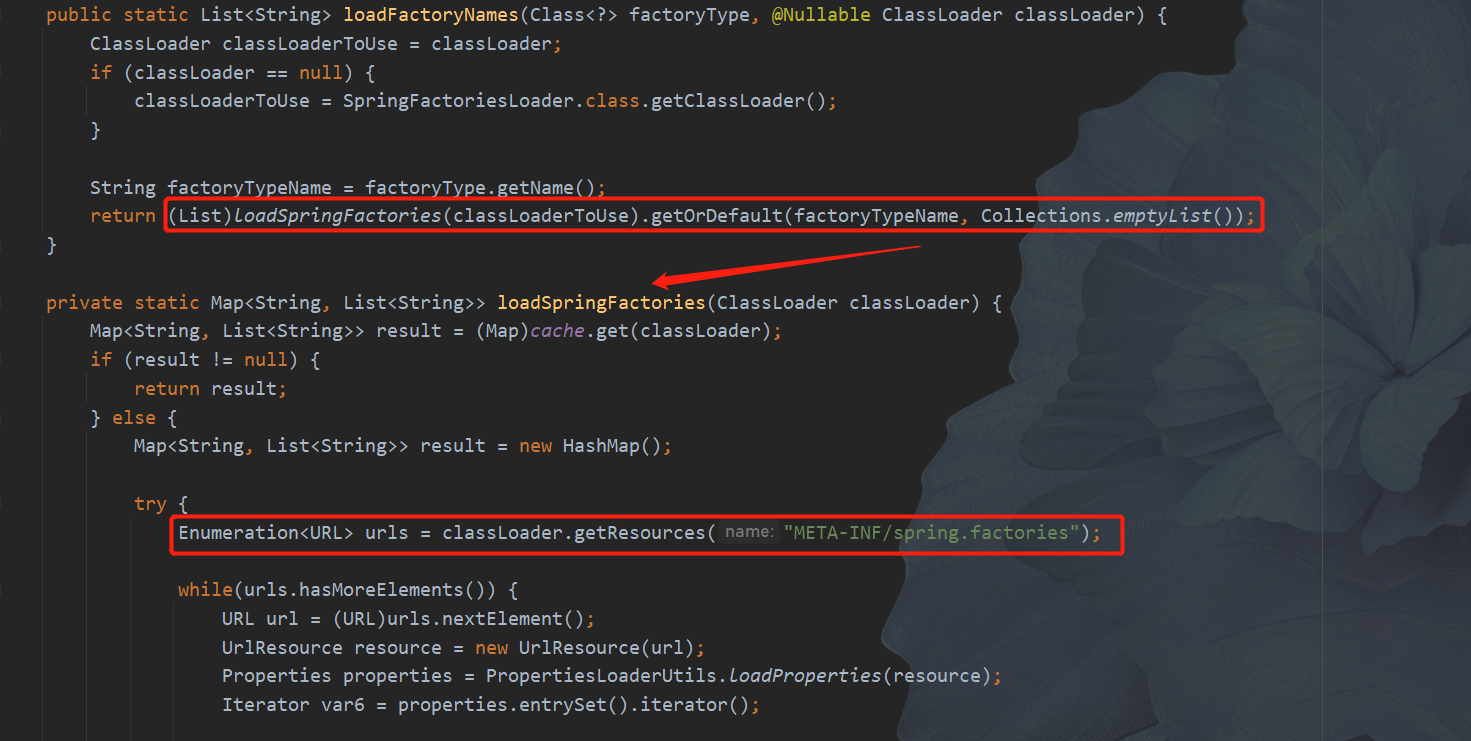 public static List<String> loadFactoryNames(Class<?> factoryType, @Nullable ClassLoader classLoader) {
ClassLoader classLoaderToUse = classLoader;
if (classLoader == null) {
classLoaderToUse = SpringFactoriesLoader.class.getClassLoader();
}
String factoryTypeName = factoryType.getName();
return (List)loadSpringFactories(classLoaderToUse).getOrDefault(factoryTypeName, Collections.emptyList());
}
private static Map<String, List<String>> loadSpringFactories(ClassLoader classLoader) {
Map<String, List<String>> result = (Map)cache.get(classLoader);
if (result != null) {
return result;
} else {
Map<String, List<String>> result = new HashMap();
try {
Enumeration<URL> urls = classLoader.getResources( name: "META-INF/spring.factories");
while(urls.hasMoreElements()) {
URL url = (URL)urls.nextElement();
UrlResource resource = new UrlResource(url);
Properties properties = PropertiesLoaderUtils.loadProperties(resource);
Iterator var6 = properties.entrySet().iterator();